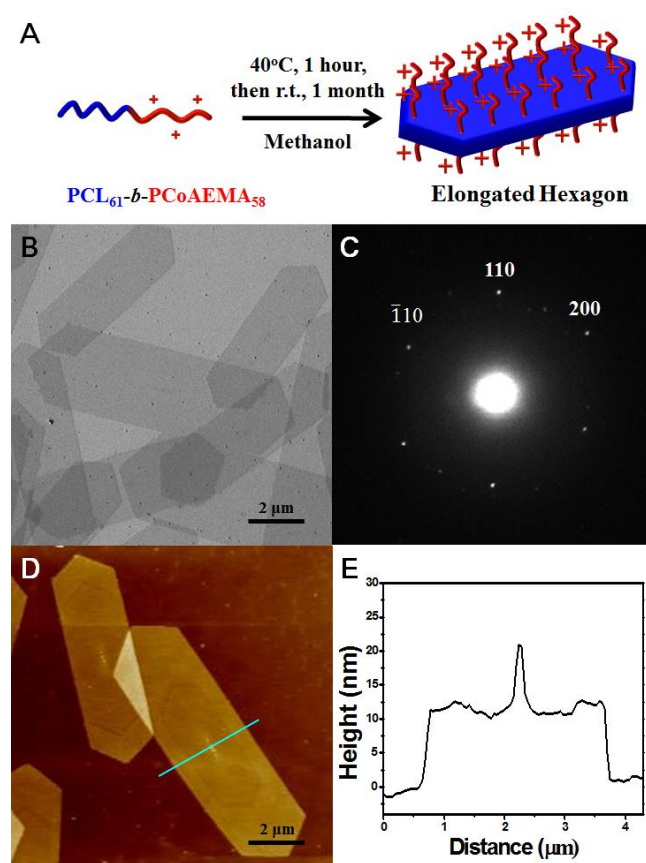 A
40°C, 1 hour,
then r.t., 1 month
Methanol
PCL61-b-PCoAEMA58
Elongated Hexagon
B
2 µm
C
110
1̅10
200
D
2 µm
E
Height (nm)
30
25
20
15
10
5
0
0 1 2 3 4
Distance (µm)